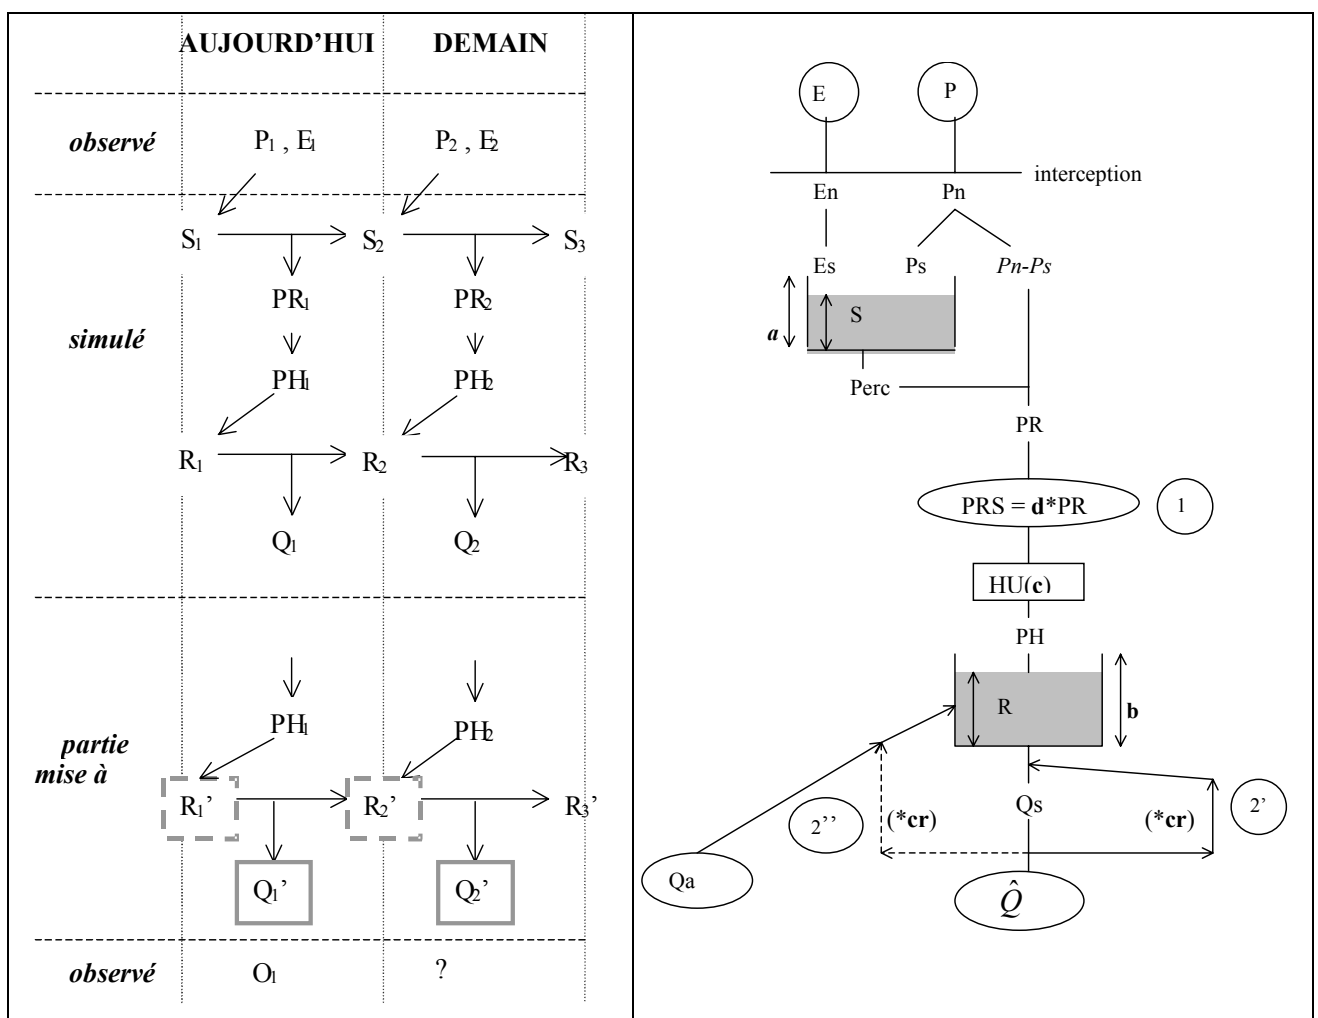 AUJOURD'HUI DEMAIN
observé P1 , E1 P2 , E2
S1 S2 S3
PR1 PR2
simulé
PH1 PH2
R1 R2 R3
Q1 Q2
PH1 PH2
partie
mise à
R1’ R2’ R3’
Q1’ Q2’
observé O1 ?
E P
interception
En Pn
Es Ps Pn-Ps
S
a
Perc
PR
PRS = d*PR 1
HU(c)
PH
R b
Qs
2’’ (*cr) (*cr) 2’
Qa
Q̂